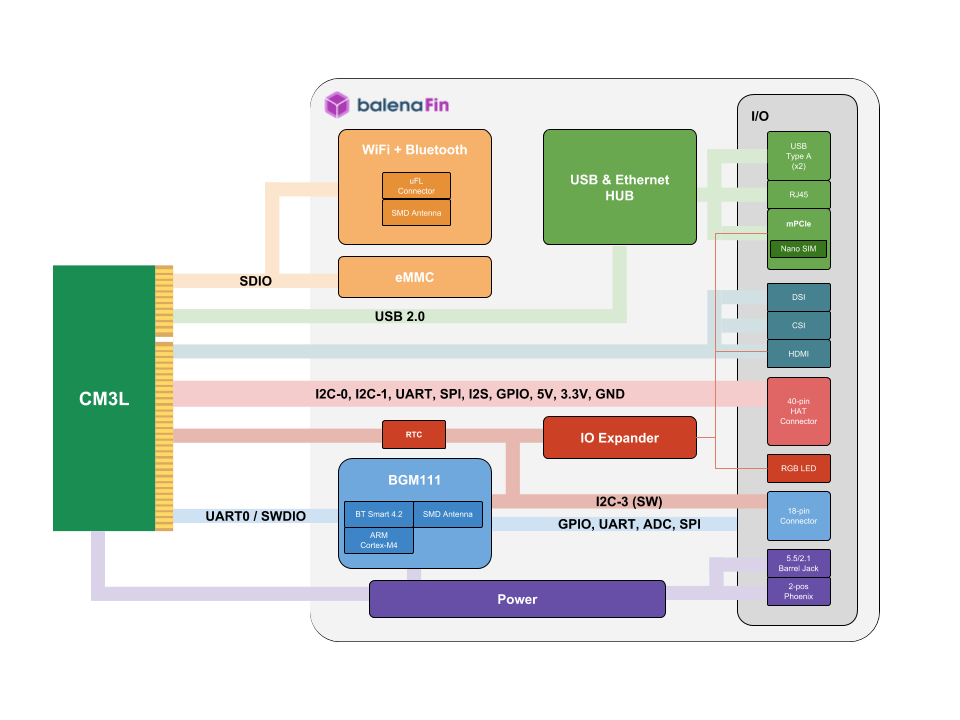 balenaFin
I/O
WiFi + Bluetooth
uFL
Connector
SMD Antenna
USB & Ethernet
HUB
USB
Type A
(x2)
RJ45
mPCIe
Nano SIM
eMMC
SDIO
USB 2.0
DSI
CSI
HDMI
CM3L
I2C-0, I2C-1, UART, SPI, I2S, GPIO, 5V, 3.3V, GND
40-pin
HAT
Connector
RTC
IO Expander
RGB LED
BGM111
BT Smart 4.2
SMD Antenna
ARM
Cortex-M4
UART0 / SWDIO
I2C-3 (SW)
GPIO, UART, ADC, SPI
18-pin
Connector
5.5/2.1
Barrel Jack
2-pos
Phoenix
Power